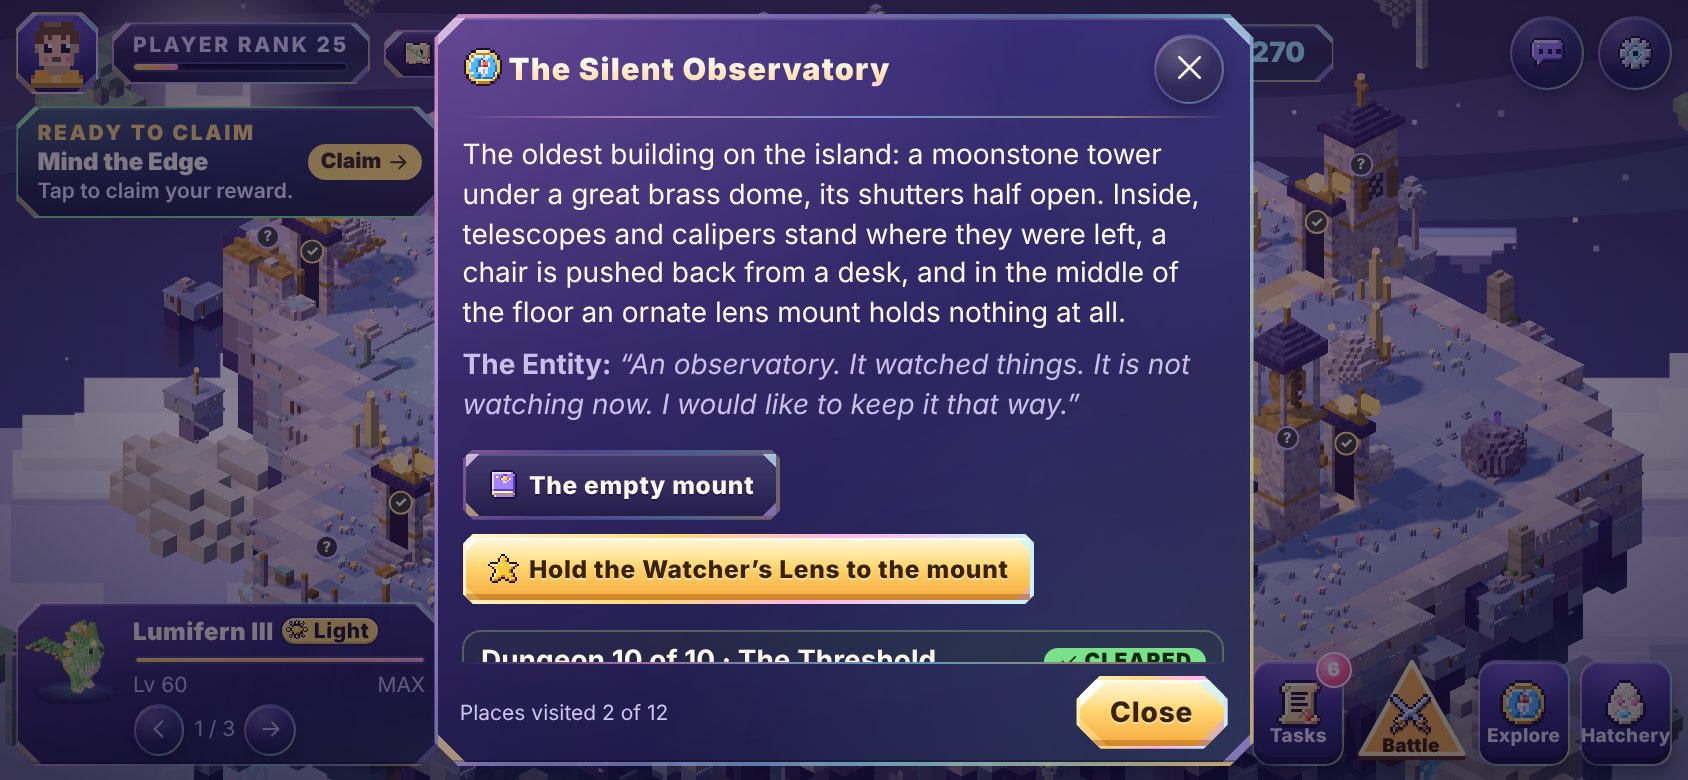 PLAYER RANK 25
270
READY TO CLAIM
Mind the Edge
Claim →
Tap to claim your reward.
The Silent Observatory
The oldest building on the island: a moonstone tower
under a great brass dome, its shutters half open. Inside,
telescopes and calipers stand where they were left, a
chair is pushed back from a desk, and in the middle of
the floor an ornate lens mount holds nothing at all.
The Entity: “An observatory. It watched things. It is not
watching now. I would like to keep it that way.”
The empty mount
Hold the Watcher’s Lens to the mount
Dungeon 10 of 10 · The Threshold
✓ CLEARED
Places visited 2 of 12
Close
Lumifern III
Light
Lv 60
MAX
1 / 3
6
Tasks
Battle
Explore
Hatchery
?
?
?
?